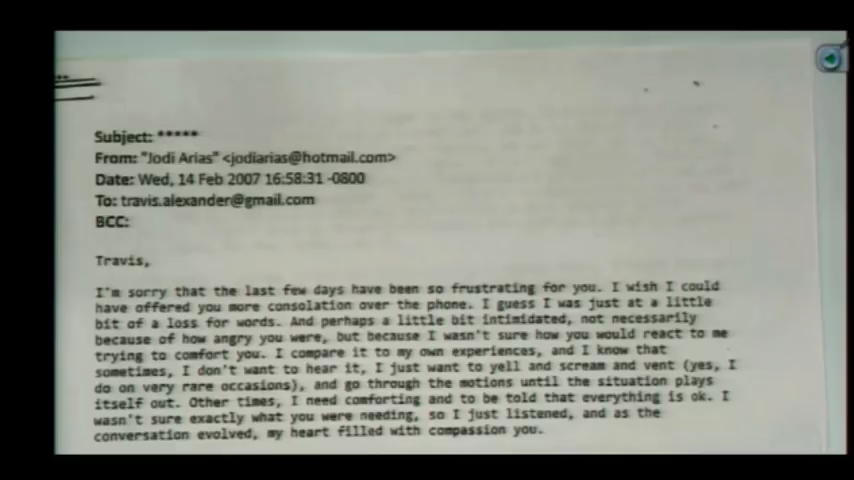 Subject: *****
From: "Jodi Arias" <jodiarias@hotmail.com>
Date: Wed, 14 Feb 2007 16:58:31 -0800
To: travis.alexander@gmail.com
BCC:
Travis,
I'm sorry that the last few days have been so frustrating for you. I wish I could
have offered you more consolation over the phone. I guess I was just at a little
bit of a loss for words. And perhaps a little bit intimidated, not necessarily
because of how angry you were, but because I wasn't sure how you would react to me
trying to comfort you. I compare it to my own experiences, and I know that
sometimes, I don't want to hear it, I just want to yell and scream and vent (yes, I
do on very rare occasions), and go through the motions until the situation plays
itself out. Other times, I need comforting and to be told that everything is ok. I
wasn't sure exactly what you were needing, so I just listened, and as the
conversation evolved, my heart filled with compassion you.